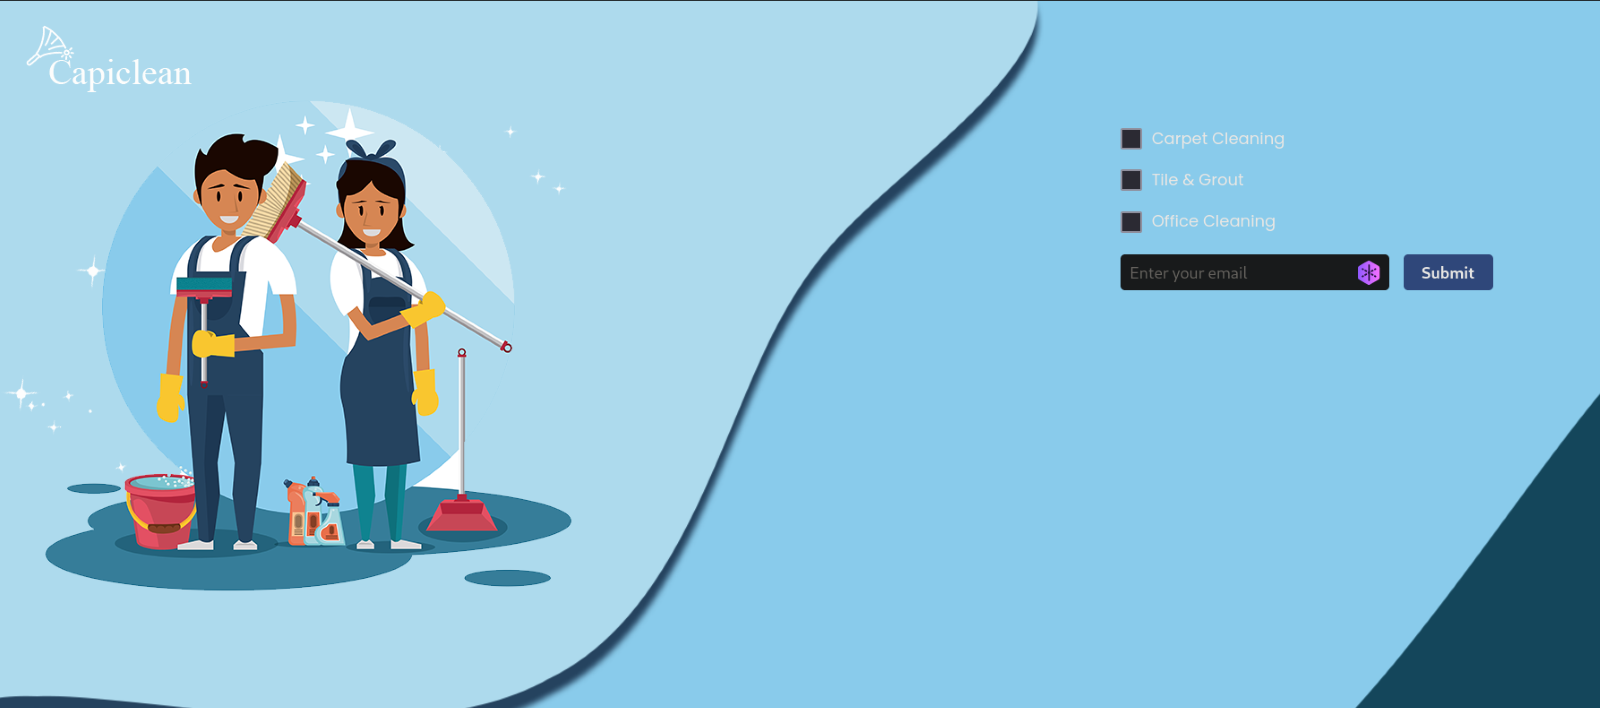 Capiclean
Carpet Cleaning
Tile & Grout
Office Cleaning
Enter your email
Submit